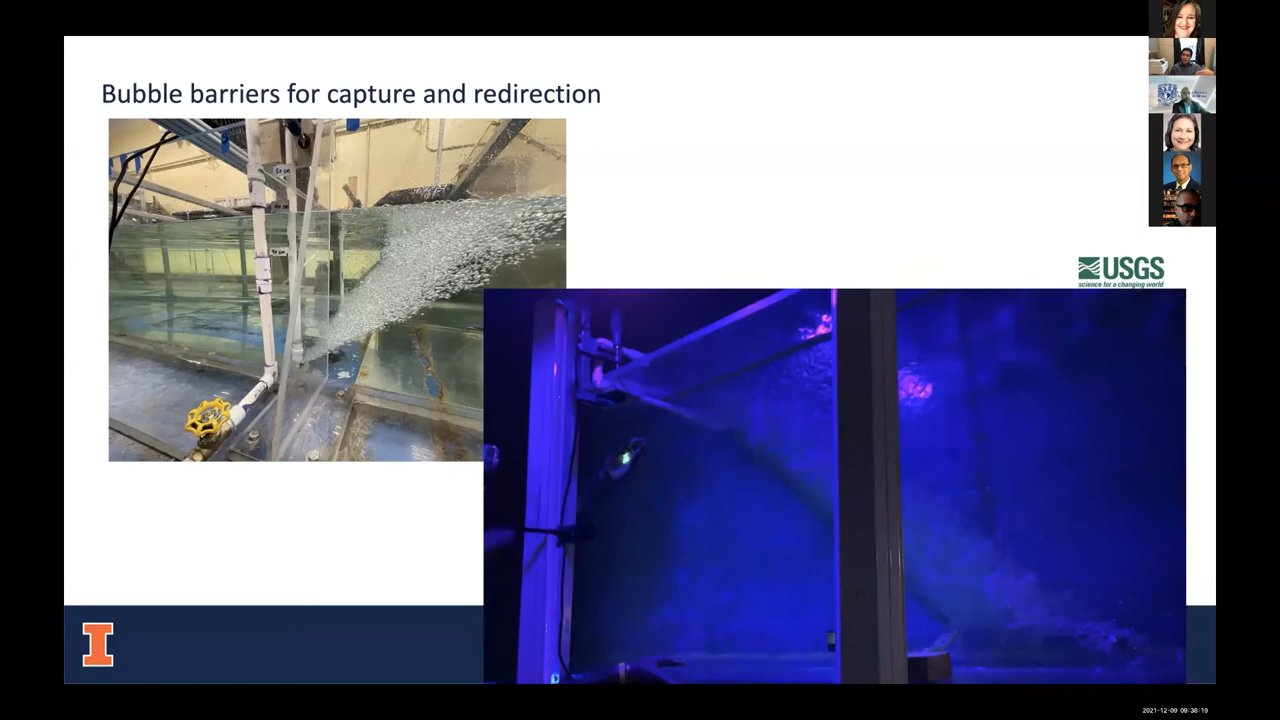 Bubble barriers for capture and redirection
USGS
science for a changing world
I
2021-12-09 09:38:19